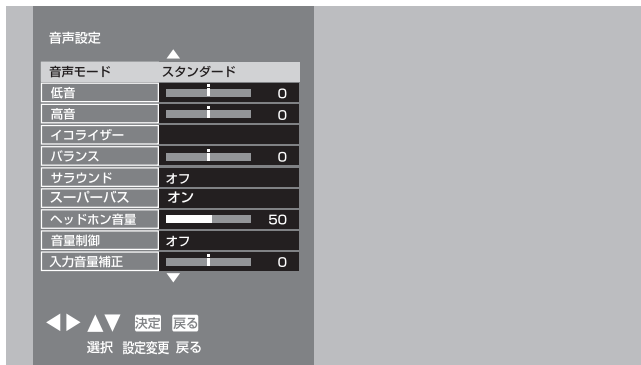 音声設定
音声モード スタンダード
低音 0
高音 0
イコライザー
バランス 0
サラウンド オフ
スーパーバス オン
ヘッドホン音量 50
音量制御 オフ
入力音量補正 0
決定 戻る
選択 設定変更 戻る